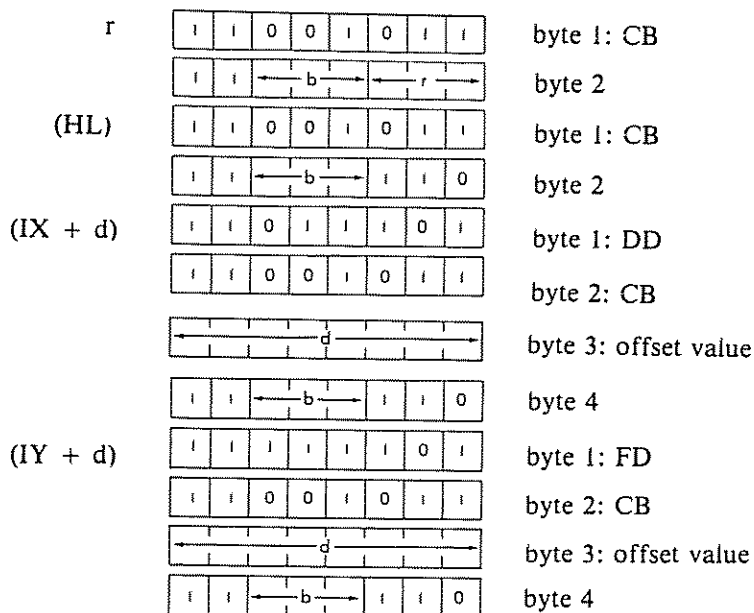 r 1 1 0 0 1 0 1 1 byte 1: CB
1 1 b r byte 2
(HL) 1 1 0 0 1 0 1 1 byte 1: CB
1 1 b 1 1 0 byte 2
(IX + d) 1 1 0 1 1 1 0 1 byte 1: DD
1 1 0 0 1 0 1 1 byte 2: CB
d byte 3: offset value
1 1 b 1 1 0 byte 4
(IY + d) 1 1 1 1 1 1 0 1 byte 1: FD
1 1 0 0 1 0 1 1 byte 2: CB
d byte 3: offset value
1 1 b 1 1 0 byte 4